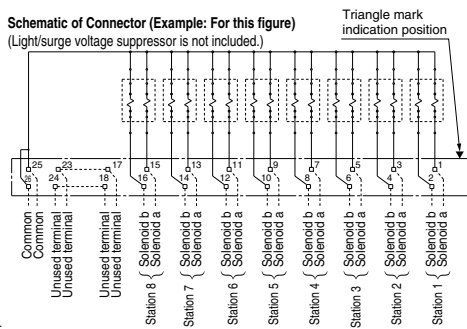 Schematic of Connector (Example: For this figure)
(Light/surge voltage suppressor is not included.)
Triangle mark
indication position
25 23 17 15 13 11 9 7 5 3 1
26 24 18 16 14 12 10 8 6 4 2
Common
Common
Unused terminal
Unused terminal
Unused terminal
Unused terminal
Solenoid b
Solenoid a
Solenoid b
Solenoid a
Solenoid b
Solenoid a
Solenoid b
Solenoid a
Solenoid b
Solenoid a
Solenoid b
Solenoid a
Solenoid b
Solenoid a
Solenoid b
Solenoid a
Station 8
Station 7
Station 6
Station 5
Station 4
Station 3
Station 2
Station 1